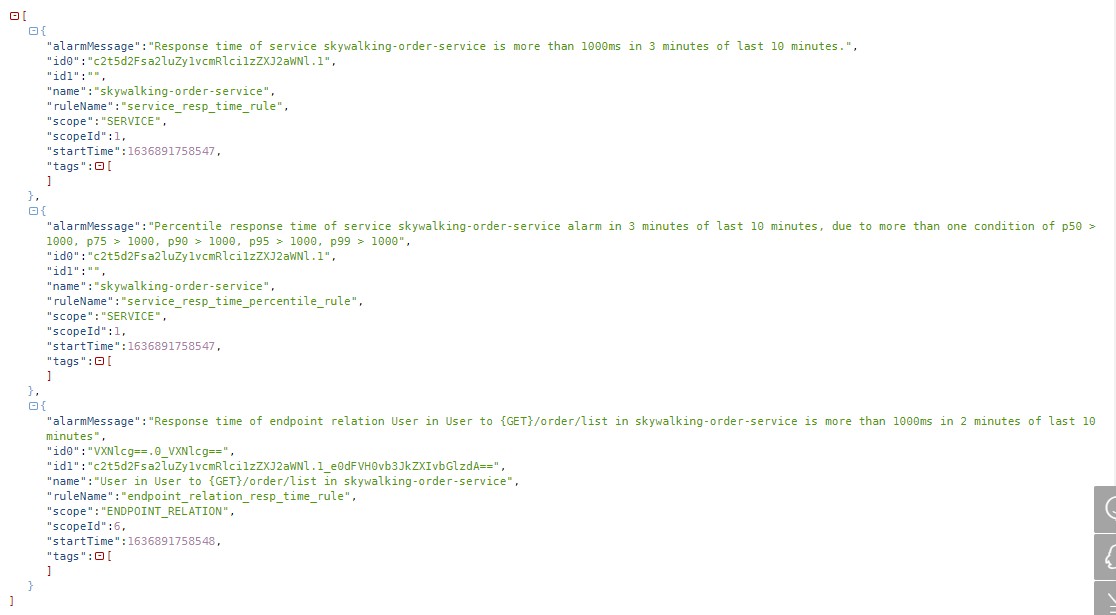 [
{
"alarmMessage":"Response time of service skywalking-order-service is more than 1000ms in 3 minutes of last 10 minutes.",
"id0":"c2t5d2Fsa2luZy1vcmRlci1zZXJ2aWNl.1",
"id1":"",
"name":"skywalking-order-service",
"ruleName":"service_resp_time_rule",
"scope":"SERVICE",
"scopeId":1,
"startTime":1636891758547,
"tags":[
]
},
{
"alarmMessage":"Percentile response time of service skywalking-order-service alarm in 3 minutes of last 10 minutes, due to more than one condition of p50 >
1000, p75 > 1000, p90 > 1000, p95 > 1000, p99 > 1000",
"id0":"c2t5d2Fsa2luZy1vcmRlci1zZXJ2aWNl.1",
"id1":"",
"name":"skywalking-order-service",
"ruleName":"service_resp_time_percentile_rule",
"scope":"SERVICE",
"scopeId":1,
"startTime":1636891758547,
"tags":[
]
},
{
"alarmMessage":"Response time of endpoint relation User in User to {GET}/order/list in skywalking-order-service is more than 1000ms in 2 minutes of last 10
minutes",
"id0":"VXNlcg==.0_VXNlcg==",
"id1":"c2t5d2Fsa2luZy1vcmRlci1zZXJ2aWNl.1_e0dFVH0vb3JkZXIvbGlzdA==",
"name":"User in User to {GET}/order/list in skywalking-order-service",
"ruleName":"endpoint_relation_resp_time_rule",
"scope":"ENDPOINT_RELATION",
"scopeId":6,
"startTime":1636891758548,
"tags":[
]
}
]